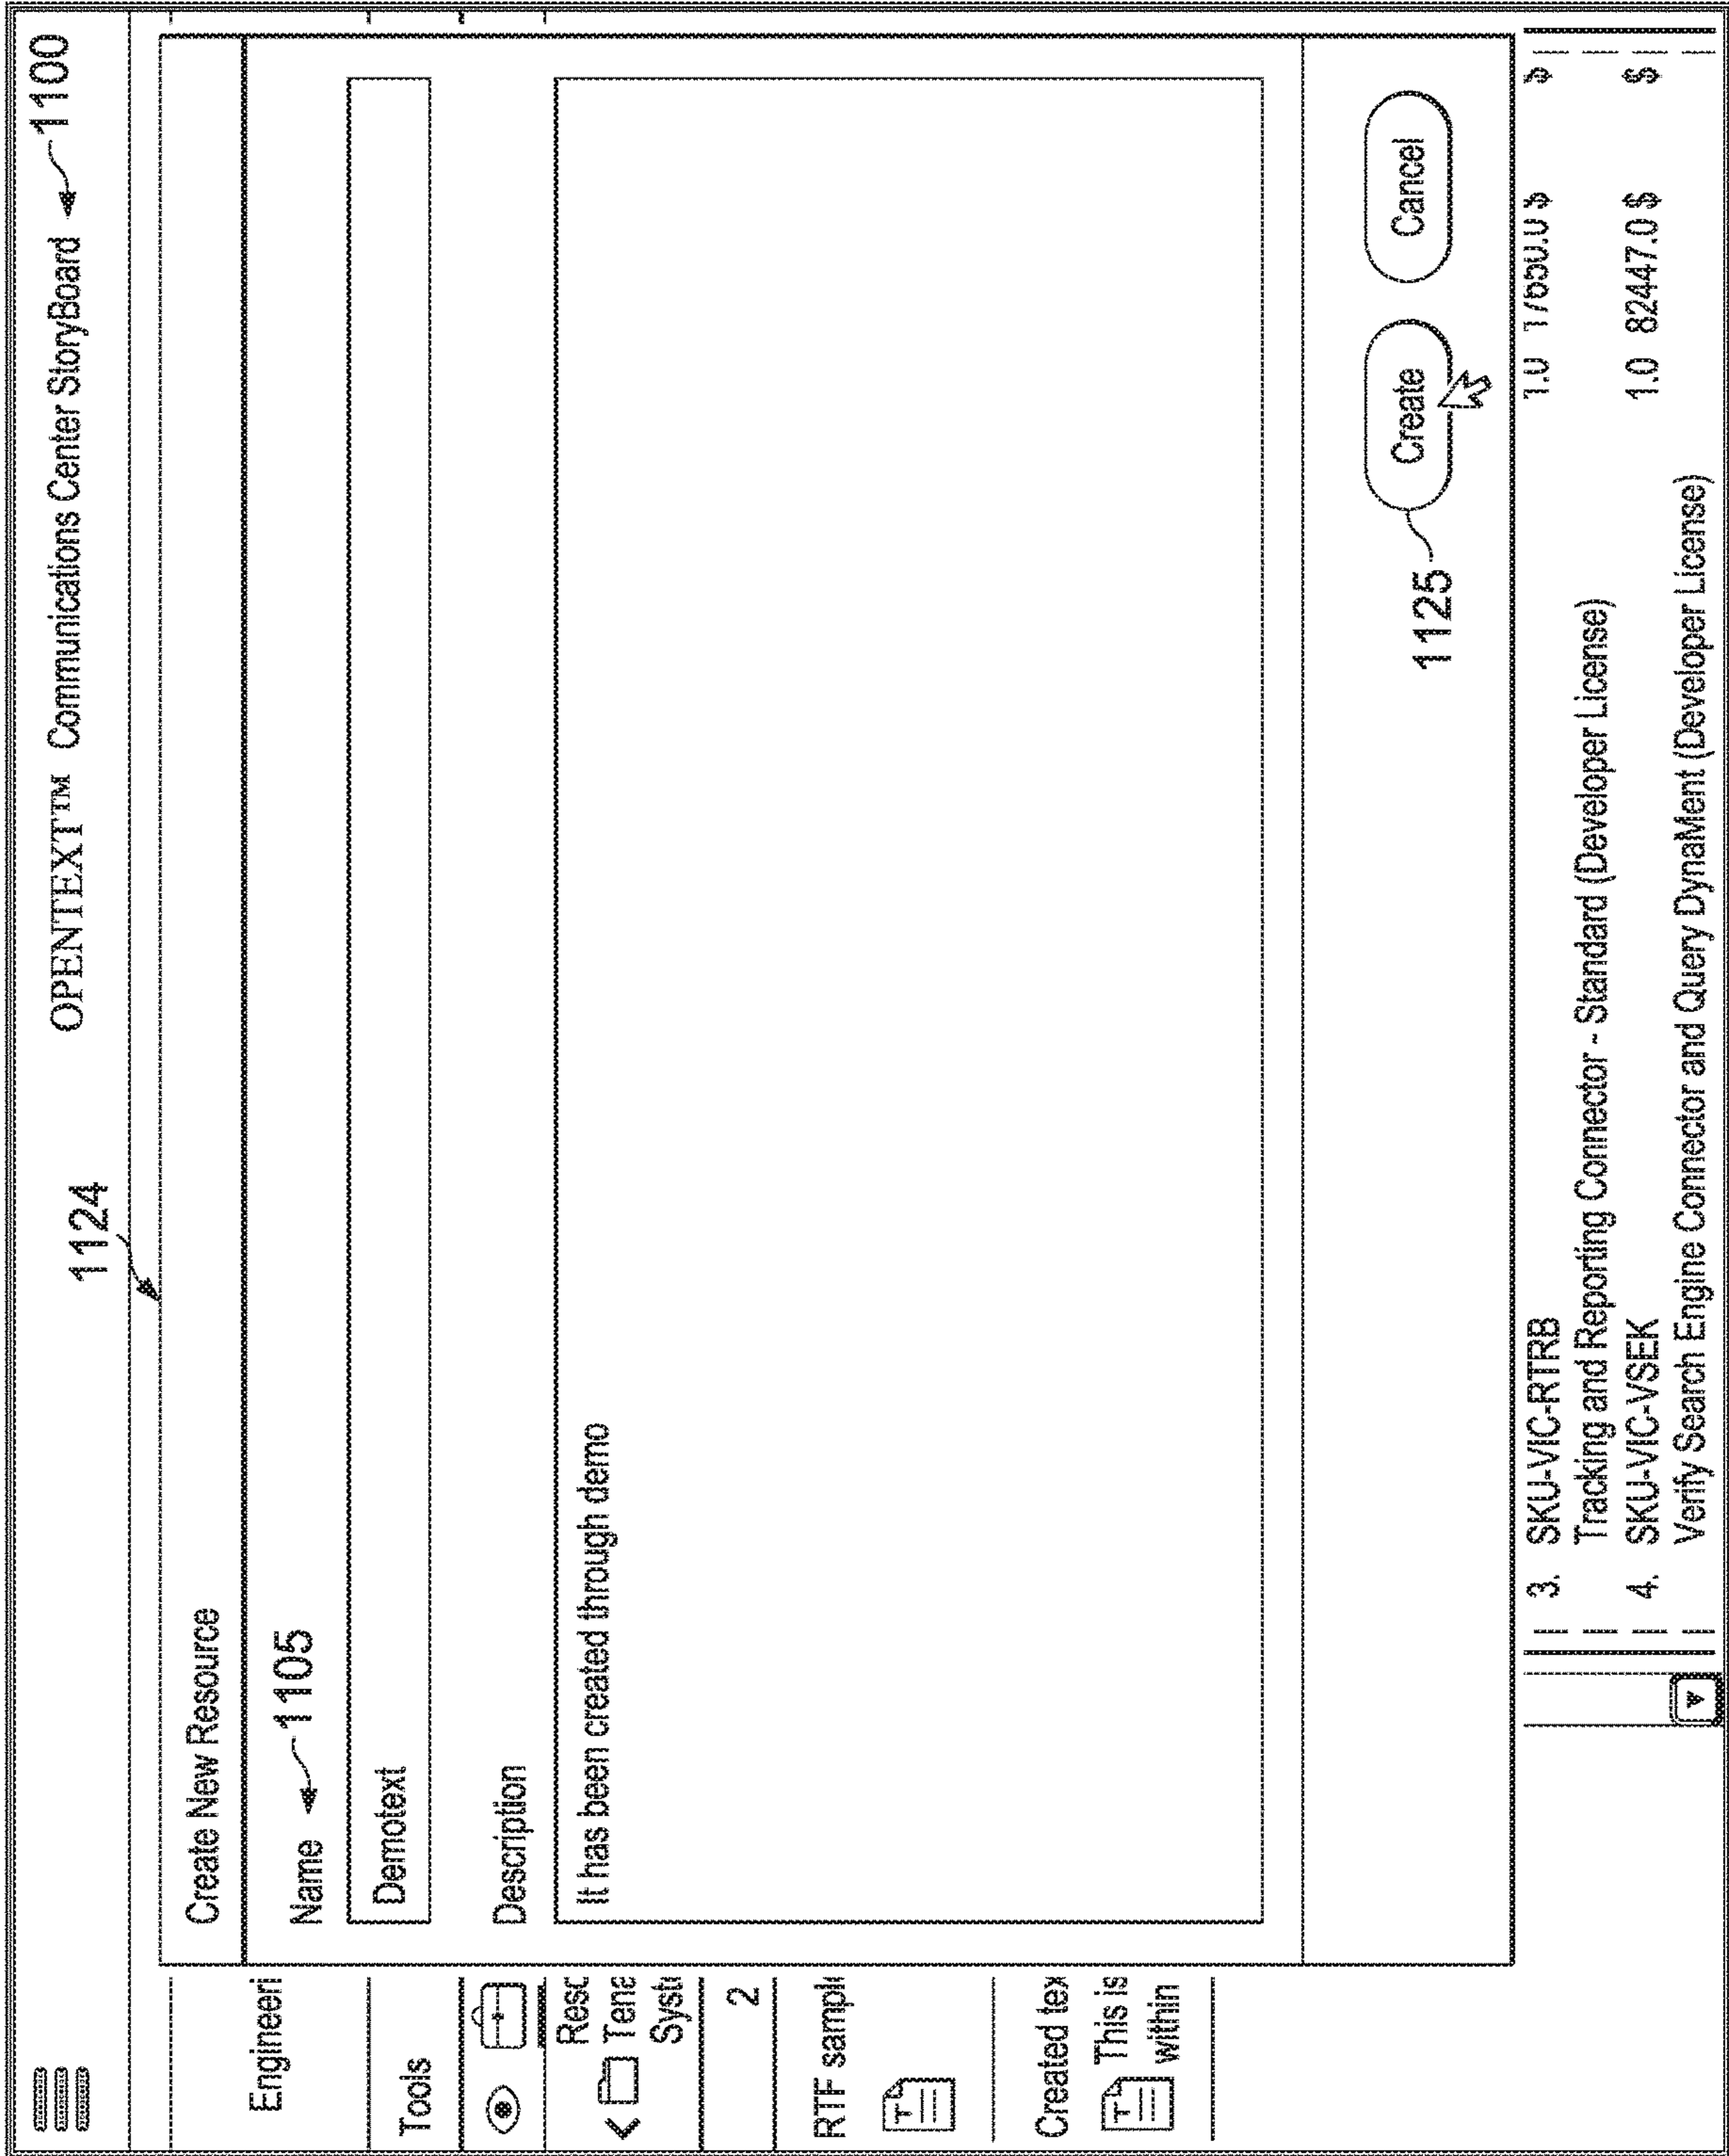 OPENTEXT™ Communications Center StoryBoard 1100
1124
Create New Resource
Engineeri
Name 1105
Tools
Demotext
Description
Resc
Tena
Syst
It has been created through demo
2
RTF sampl
Created tex
This is
within
Create
Cancel
1125
3. SKU-VIC-RTRB 1.0 $
Tracking and Reporting Connector - Standard (Developer License)
4. SKU-VIC-VSEK 1.0 82447.0 $ $
Verify Search Engine Connector and Query DynaMent (Developer License)